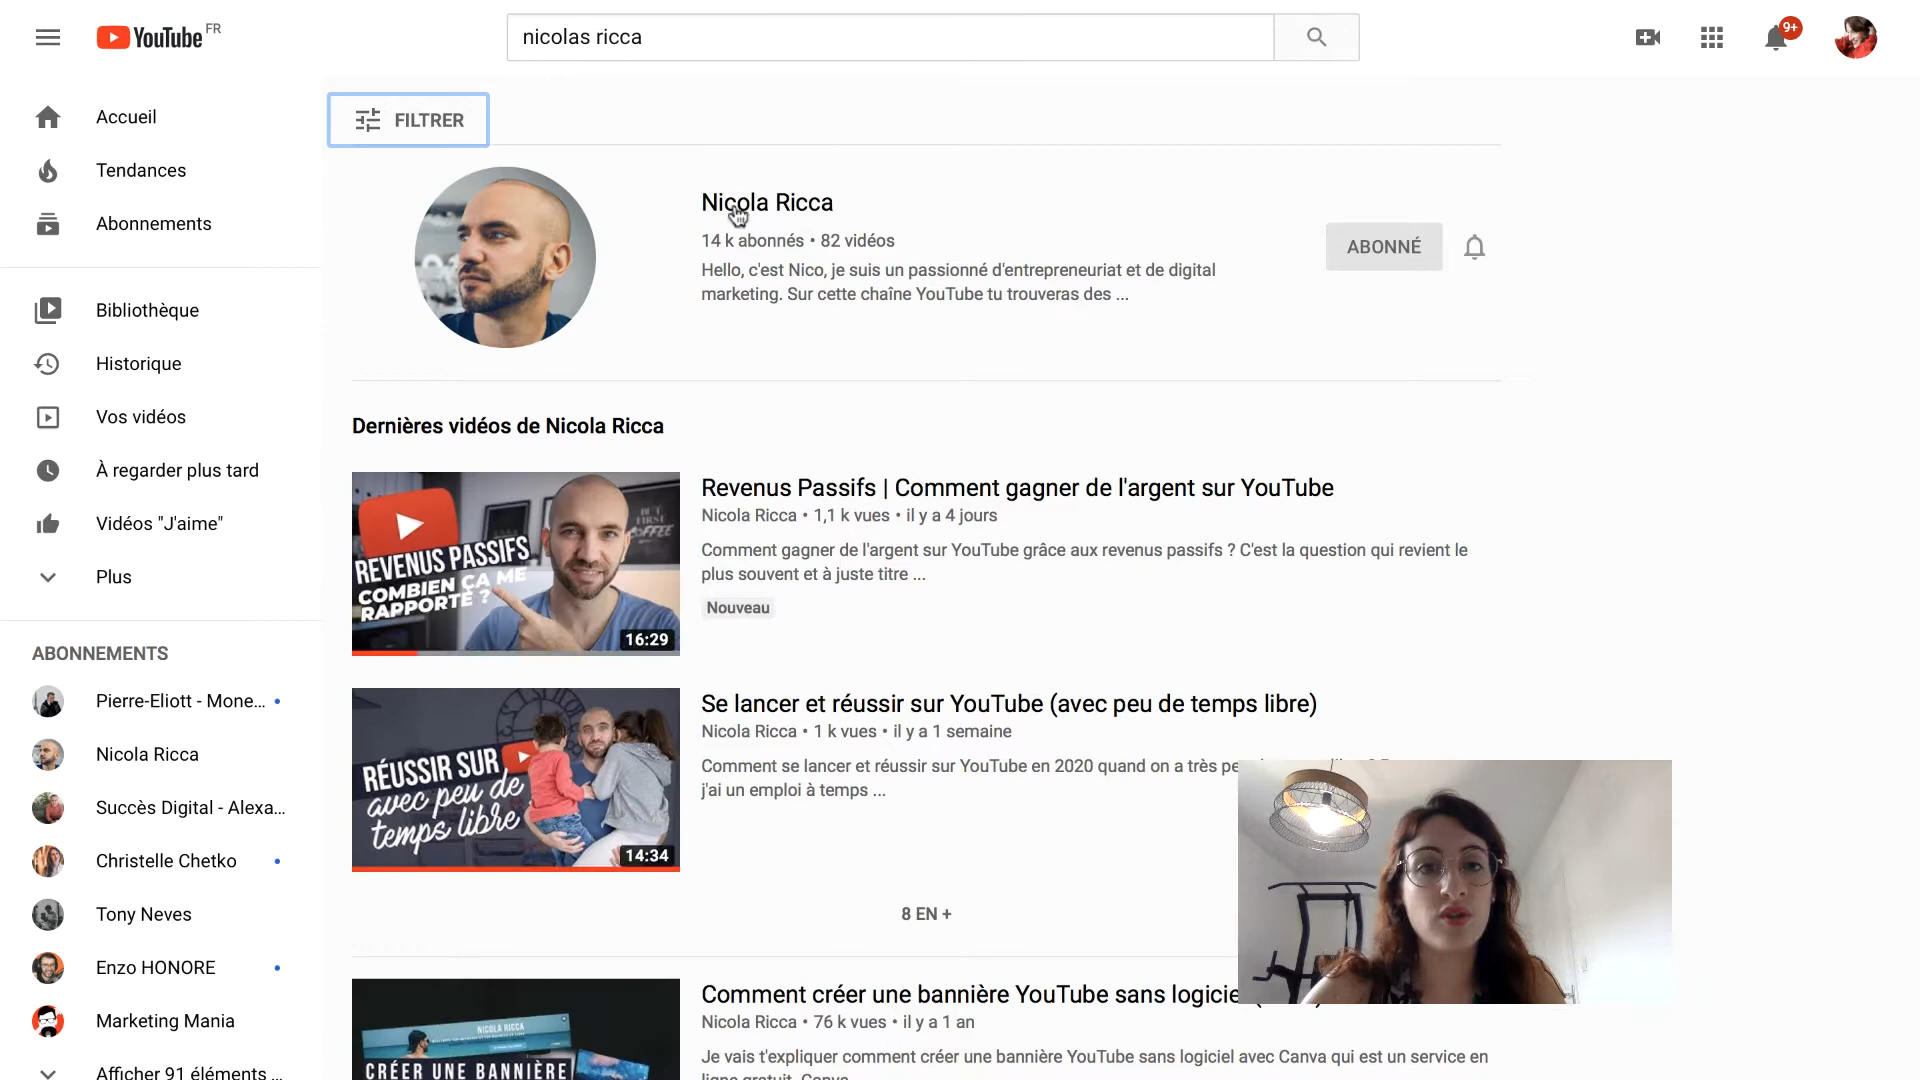 YouTube FR
nicolas ricca
9+
Accueil
Tendances
Abonnements
Bibliothèque
Historique
Vos vidéos
À regarder plus tard
Vidéos "J'aime"
Plus
ABONNEMENTS
Pierre-Eliott - Mone...
Nicola Ricca
Succès Digital - Alexa...
Christelle Chetko
Tony Neves
Enzo HONORE
Marketing Mania
Afficher 91 éléments ...
FILTRER
Nicola Ricca
14 k abonnés • 82 vidéos
Hello, c'est Nico, je suis un passionné d'entrepreneuriat et de digital
marketing. Sur cette chaîne YouTube tu trouveras des ...
ABONNÉ
Dernières vidéos de Nicola Ricca
BUT
FIRST
COFFEE
REVENUS PASSIFS
COMBIEN ÇA ME
RAPPORTE ?
16:29
Revenus Passifs | Comment gagner de l'argent sur YouTube
Nicola Ricca • 1,1 k vues • il y a 4 jours
Comment gagner de l'argent sur YouTube grâce aux revenus passifs ? C'est la question qui revient le
plus souvent et à juste titre ...
Nouveau
RÉUSSIR SUR
avec peu de
temps libre
14:34
Se lancer et réussir sur YouTube (avec peu de temps libre)
Nicola Ricca • 1 k vues • il y a 1 semaine
Comment se lancer et réussir sur YouTube en 2020 quand on a très
j'ai un emploi à temps ...
8 EN +
NICOLA RICCA
CRÉER UNE BANNIÈRE
Comment créer une bannière YouTube sans
Nicola Ricca • 76 k vues • il y a 1 an
Je vais t'expliquer comment créer une bannière YouTube sans logiciel avec Canva qui est un service en
ligne gratuit. Canva